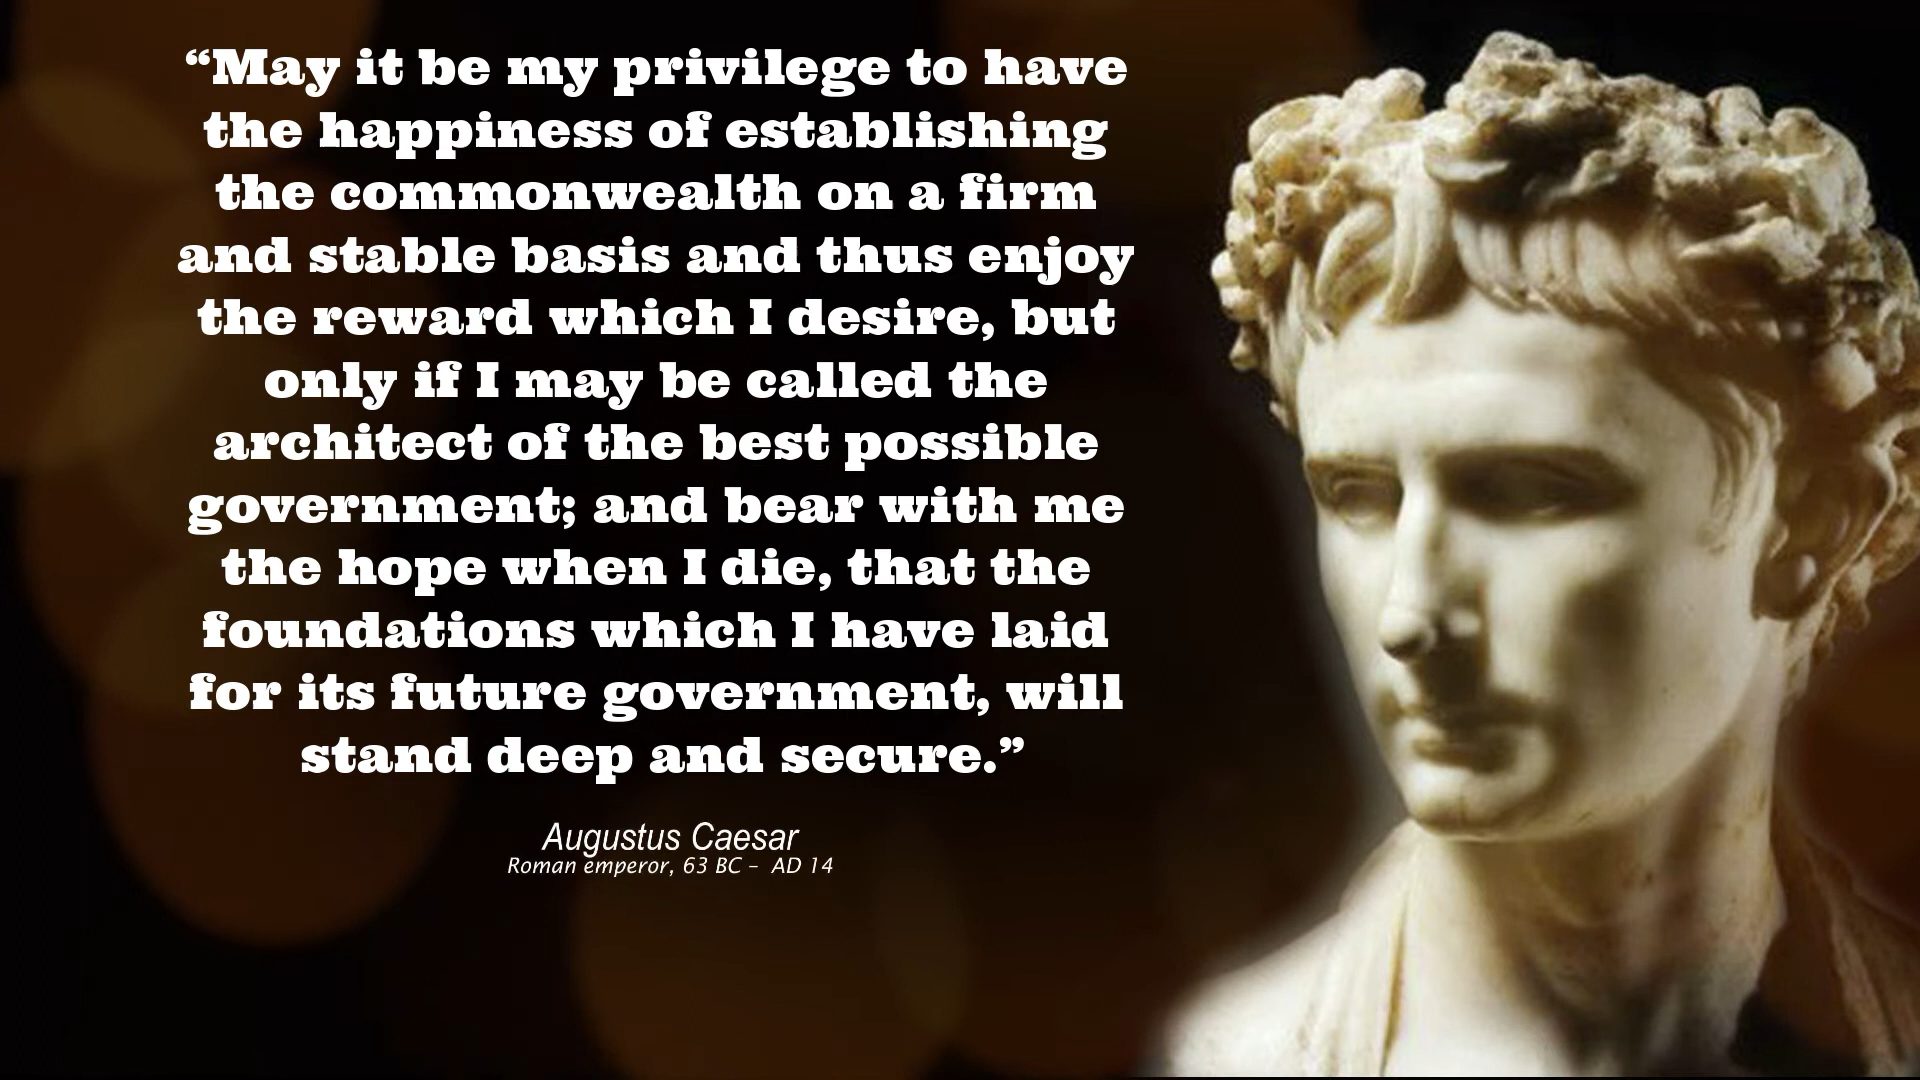 “May it be my privilege to have
the happiness of establishing
the commonwealth on a firm
and stable basis and thus enjoy
the reward which I desire, but
only if I may be called the
architect of the best possible
government; and bear with me
the hope when I die, that the
foundations which I have laid
for its future government, will
stand deep and secure.”
Augustus Caesar
Roman emperor, 63 BC – AD 14